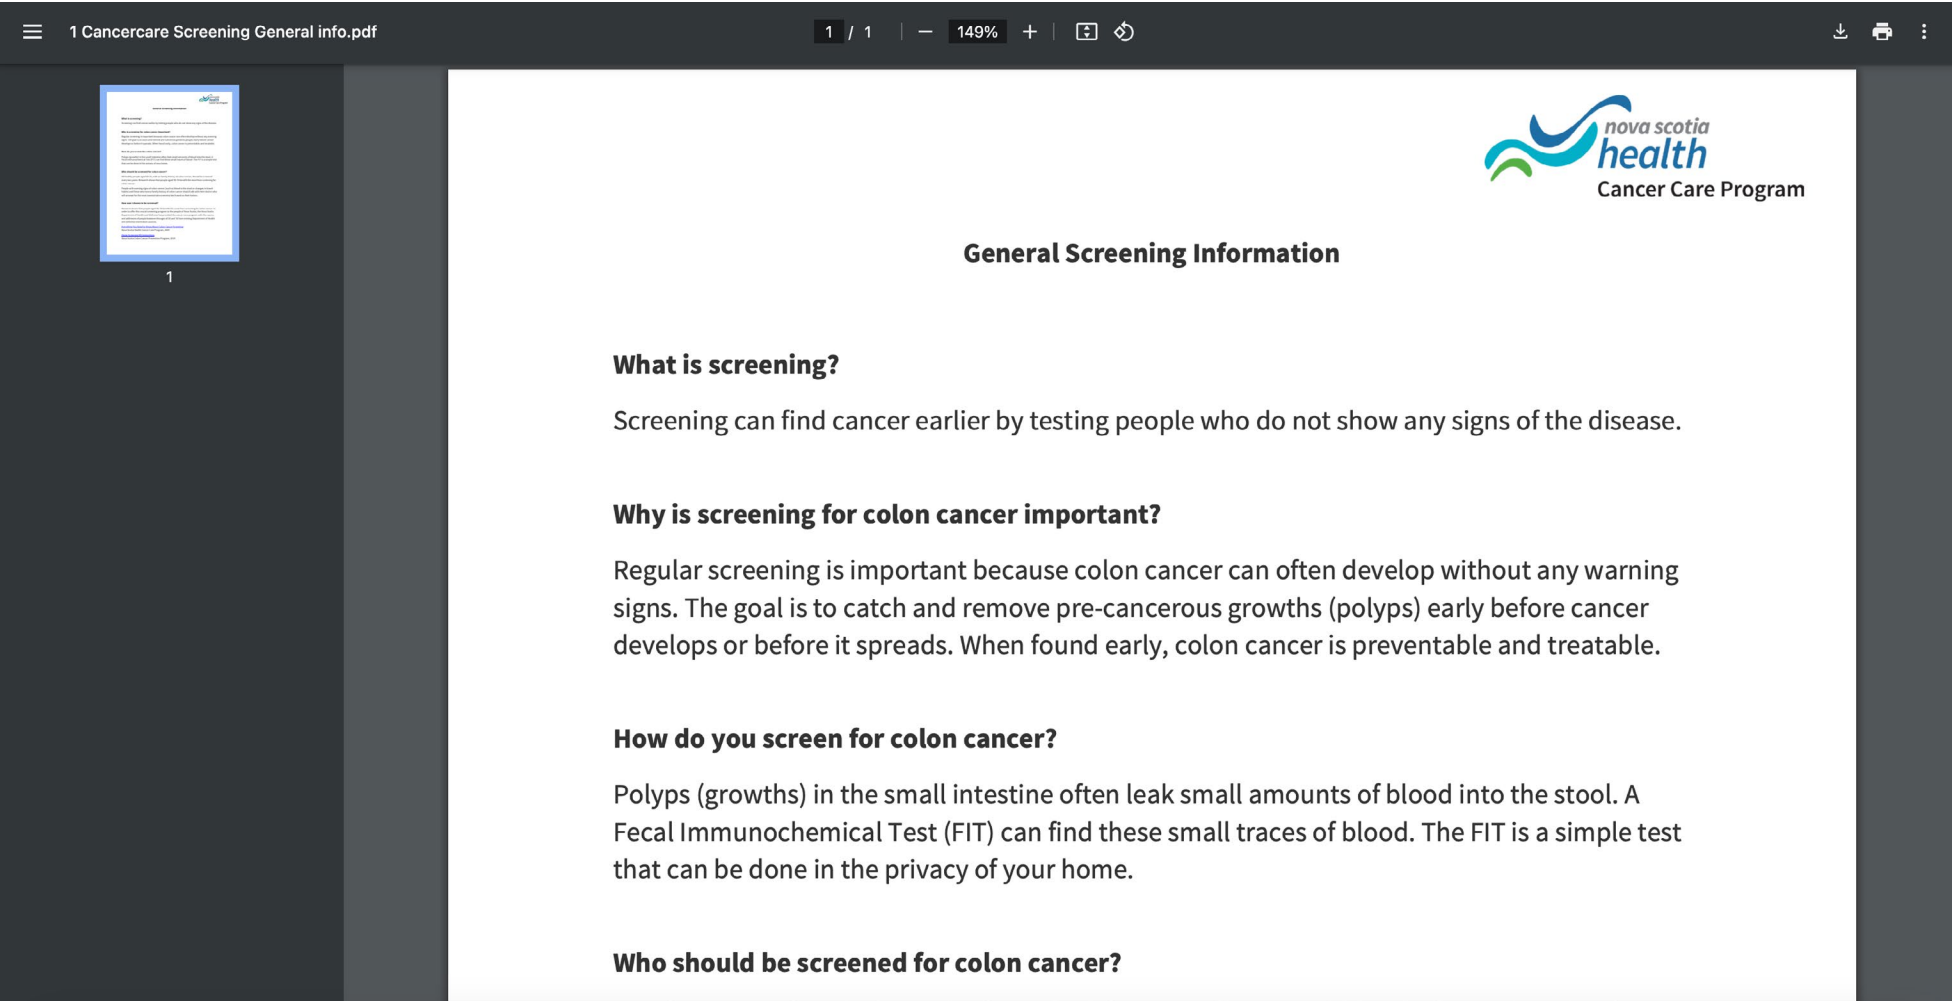 1 Cancercare Screening General info.pdf
1 / 1
149%
1
nova scotia
health
Cancer Care Program
General Screening Information
What is screening?
Screening can find cancer earlier by testing people who do not show any signs of the disease.
Why is screening for colon cancer important?
Regular screening is important because colon cancer can often develop without any warning
signs. The goal is to catch and remove pre-cancerous growths (polyps) early before cancer
develops or before it spreads. When found early, colon cancer is preventable and treatable.
How do you screen for colon cancer?
Polyps (growths) in the small intestine often leak small amounts of blood into the stool. A
Fecal Immunochemical Test (FIT) can find these small traces of blood. The FIT is a simple test
that can be done in the privacy of your home.
Who should be screened for colon cancer?